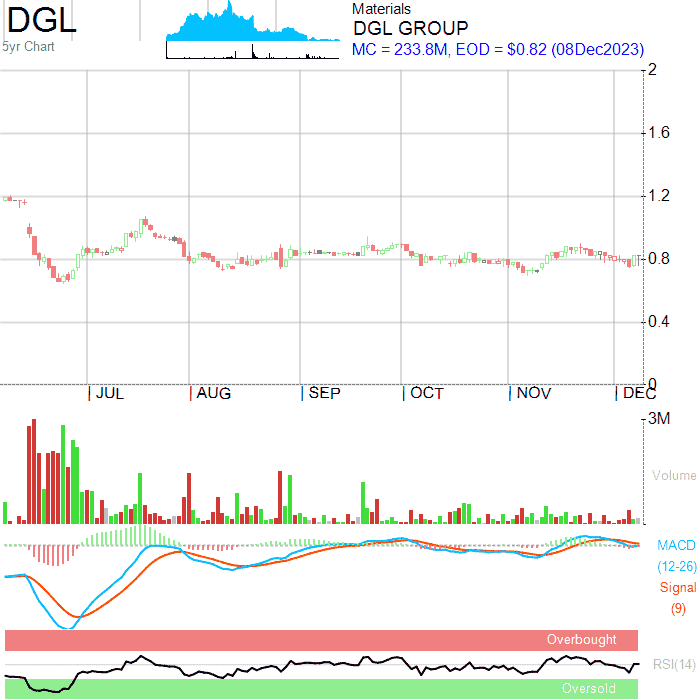 DGL
5yr Chart
Materials
DGL GROUP
MC = 233.8M, EOD = $0.82 (08Dec2023)
2
1.6
1.2
0.8
0.4
0
JUL AUG SEP OCT NOV DEC
3M
Volume
MACD
(12-26)
Signal
(9)
Overbought
RSI(14)
Oversold